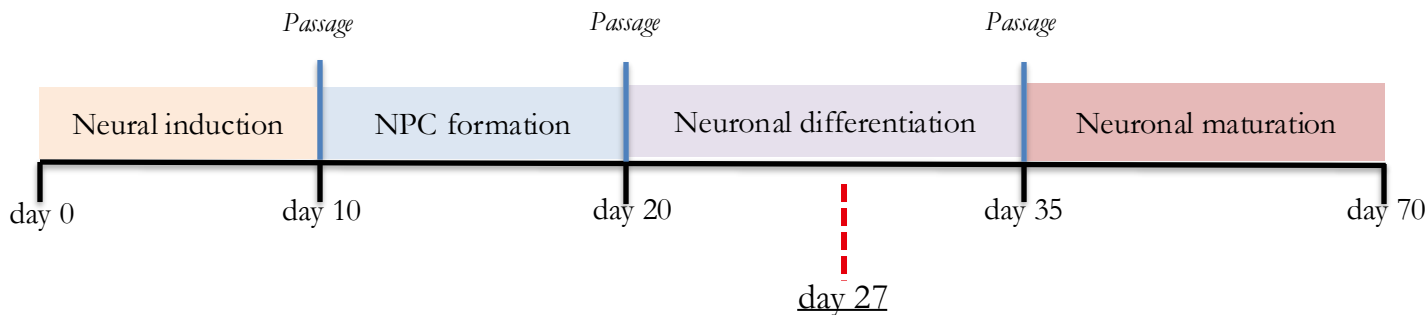 Passage
Passage
Passage
Neural induction
NPC formation
Neuronal differentiation
Neuronal maturation
day 0
day 10
day 20
day 35
day 70
day 27